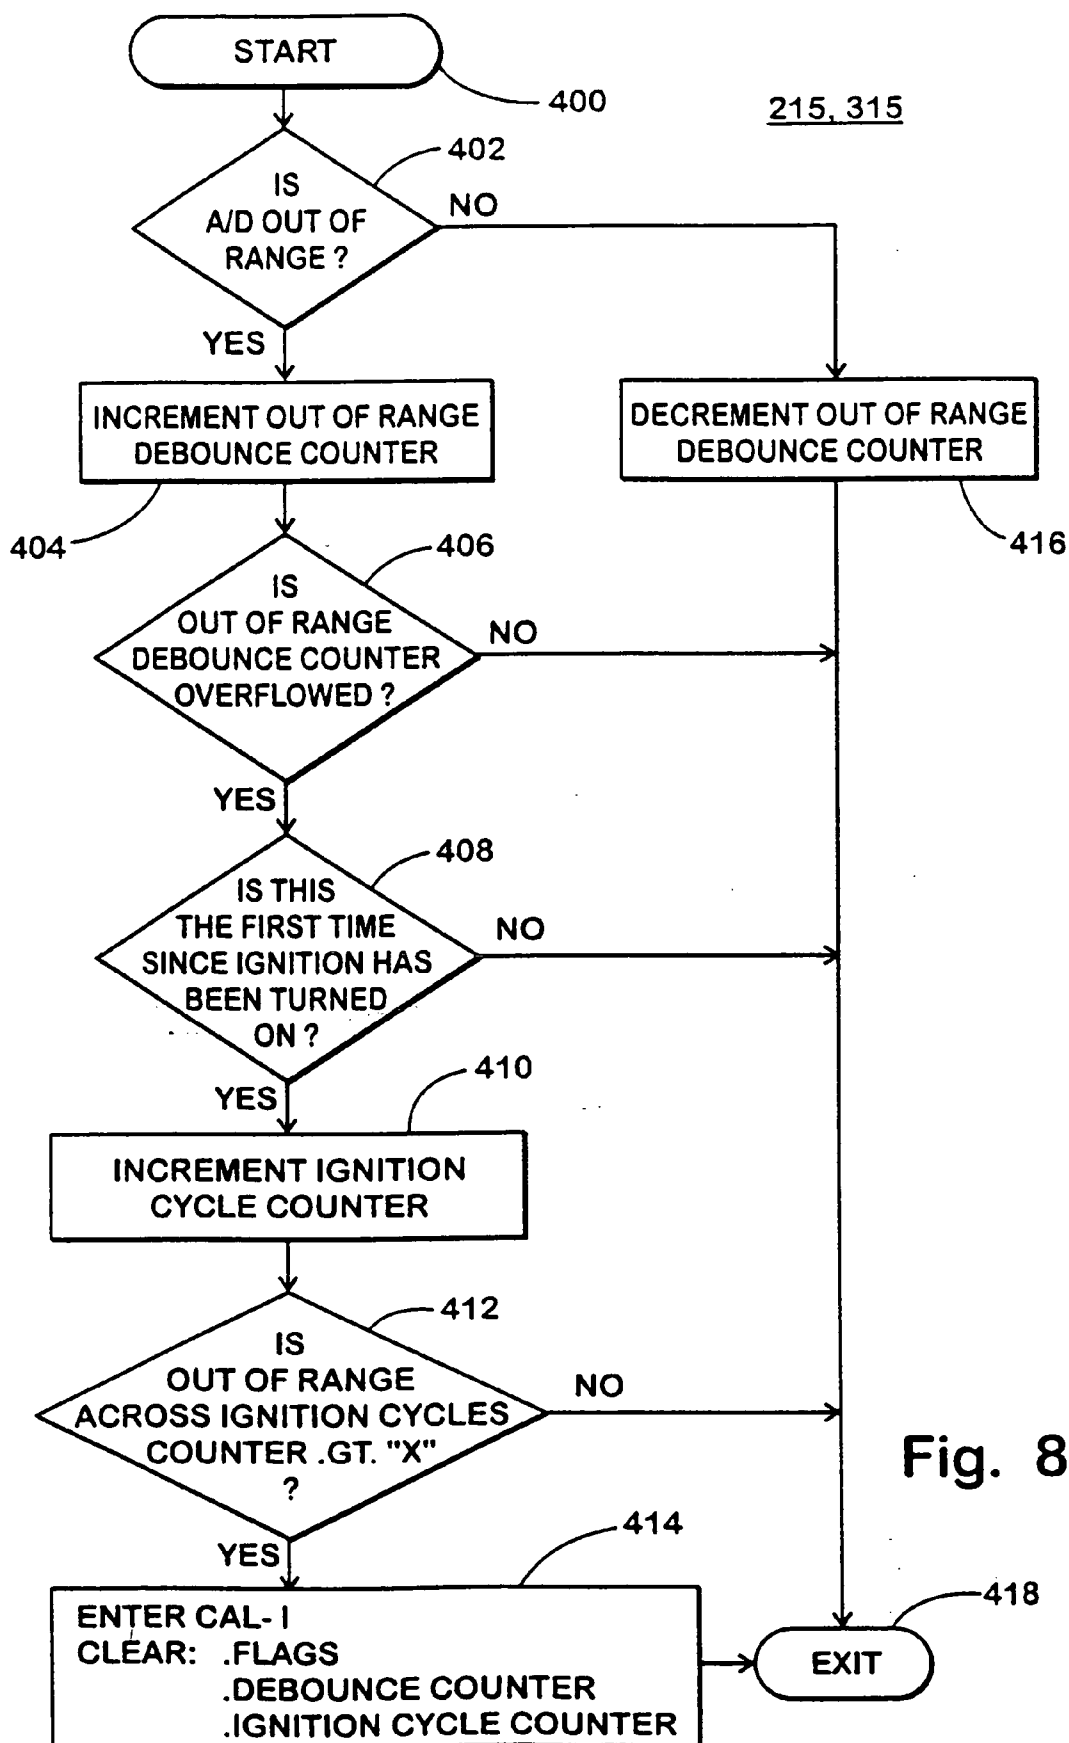 START
400
215, 315
402
IS
A/D OUT OF
RANGE ?
NO
YES
INCREMENT OUT OF RANGE
DEBOUNCE COUNTER
DECREMENT OUT OF RANGE
DEBOUNCE COUNTER
404
416
406
IS
OUT OF RANGE
DEBOUNCE COUNTER
OVERFLOWED ?
NO
YES
408
IS THIS
THE FIRST TIME
SINCE IGNITION HAS
BEEN TURNED
ON ?
NO
YES
410
INCREMENT IGNITION
CYCLE COUNTER
412
IS
OUT OF RANGE
ACROSS IGNITION CYCLES
COUNTER .GT. "X"
?
NO
Fig. 8
YES
414
ENTER CAL- I
CLEAR: .FLAGS
.DEBOUNCE COUNTER
.IGNITION CYCLE COUNTER
418
EXIT